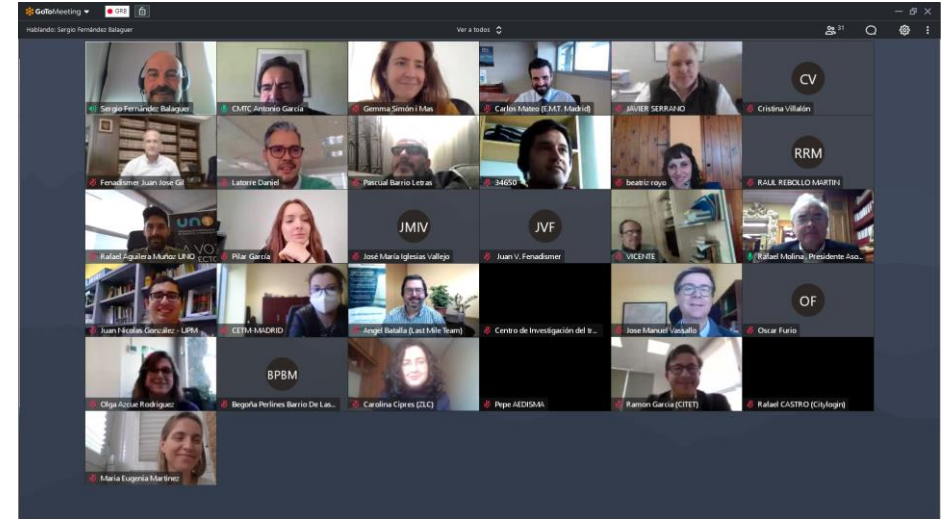 GoToMeeting
GRB
Hablando: Sergio Fernández Balaguer
Ver a todos
31
Sergio Fernández Balaguer
CMTC Antonio García
Gemma Simón i Mas
Carlos Mateo (E.M.T. Madrid)
JAVIER SERRANO
CV
Cristina Villalón
Fenadismer Juan Jose Gil
Latorre Daniel
Pascual Barrio Letras
34650
beatriz royo
RRM
RAUL REBOLLO MARTIN
uno
Rafael Aguilera Muñoz UNO
Pilar García
JMIV
José María Iglesias Vallejo
JVF
Juan V. Fenadismer
VICENTE
Rafael Molina . Presidente Aso...
Juan Nicolas González - UPM
CETM-MADRID
Angel Batalla (Last Mile Team)
Centro de Investigación del tr...
Jose Manuel Vassallo
OF
Oscar Furio
Olga Azcue Rodriguez
BPBM
Begoña Perlines Barrio De Las...
Carolina Cipres (ZLC)
Pepe AEDISMA
Ramon Garcia (CITET)
Rafael CASTRO (Citylogin)
María Eugenia Martínez